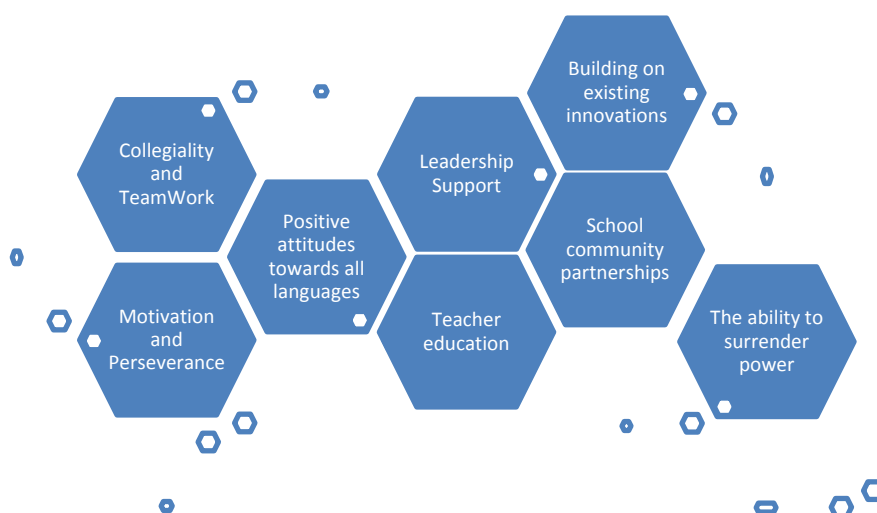 Building on
existing
innovations
Collegiality
and
TeamWork
Leadership
Support
Positive
attitudes
towards all
languages
School
community
partnerships
Motivation
and
Perseverance
Teacher
education
The ability to
surrender
power